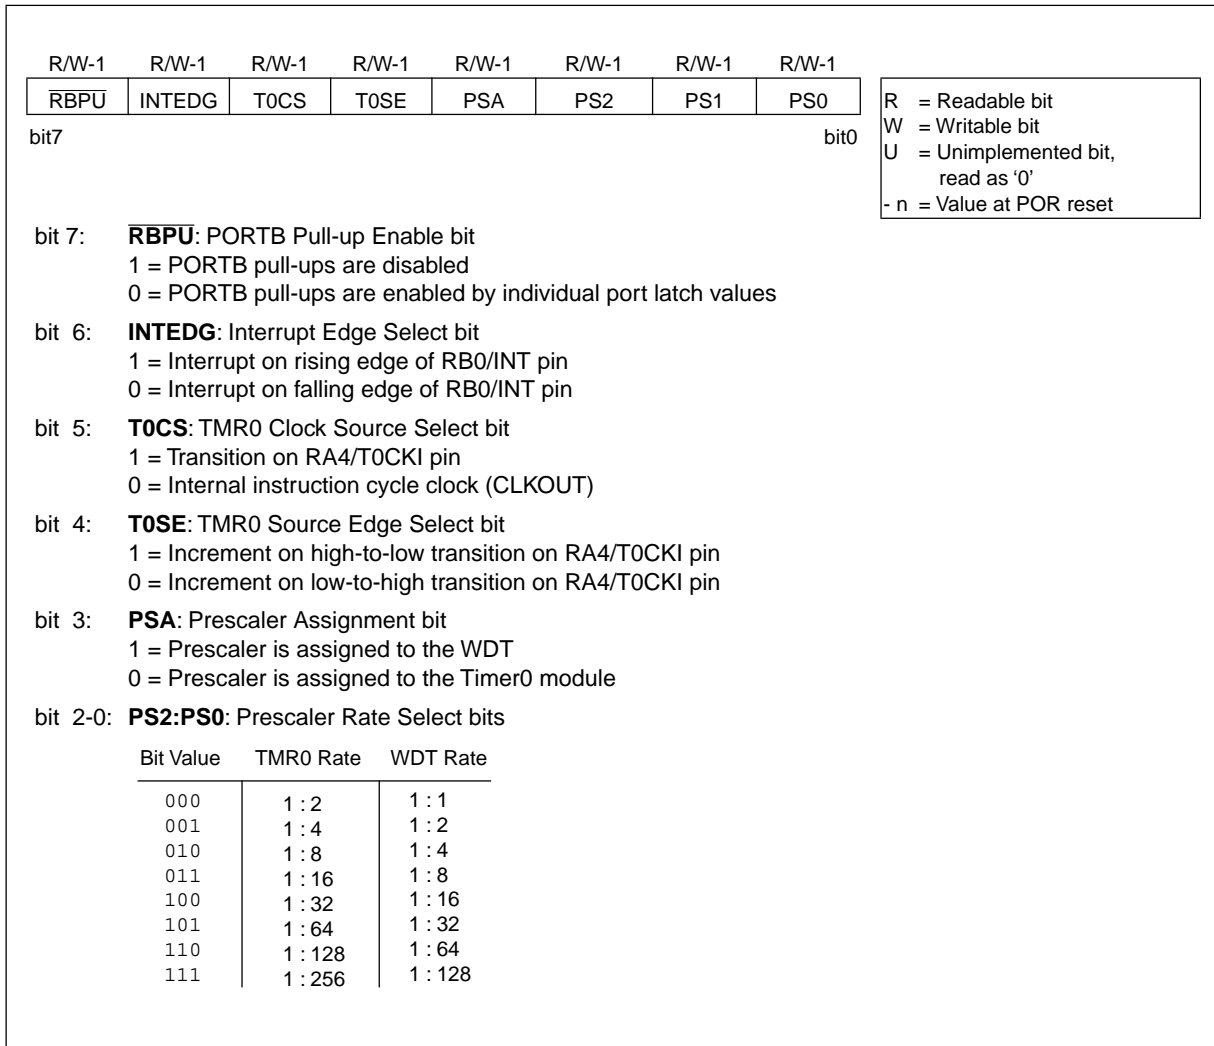 R/W-1 R/W-1 R/W-1 R/W-1 R/W-1 R/W-1 R/W-1 R/W-1
RBPU INTEDG T0CS T0SE PSA PS2 PS1 PS0
bit7 bit0
R = Readable bit
W = Writable bit
U = Unimplemented bit,
read as ‘0’
- n = Value at POR reset
bit 7: RBPU: PORTB Pull-up Enable bit
1 = PORTB pull-ups are disabled
0 = PORTB pull-ups are enabled by individual port latch values
bit 6: INTEDG: Interrupt Edge Select bit
1 = Interrupt on rising edge of RB0/INT pin
0 = Interrupt on falling edge of RB0/INT pin
bit 5: T0CS: TMR0 Clock Source Select bit
1 = Transition on RA4/T0CKI pin
0 = Internal instruction cycle clock (CLKOUT)
bit 4: T0SE: TMR0 Source Edge Select bit
1 = Increment on high-to-low transition on RA4/T0CKI pin
0 = Increment on low-to-high transition on RA4/T0CKI pin
bit 3: PSA: Prescaler Assignment bit
1 = Prescaler is assigned to the WDT
0 = Prescaler is assigned to the Timer0 module
bit 2-0: PS2:PS0: Prescaler Rate Select bits
Bit Value TMR0 Rate WDT Rate
000 1 : 2 1 : 1
001 1 : 4 1 : 2
010 1 : 8 1 : 4
011 1 : 16 1 : 8
100 1 : 32 1 : 16
101 1 : 64 1 : 32
110 1 : 128 1 : 64
111 1 : 256 1 : 128